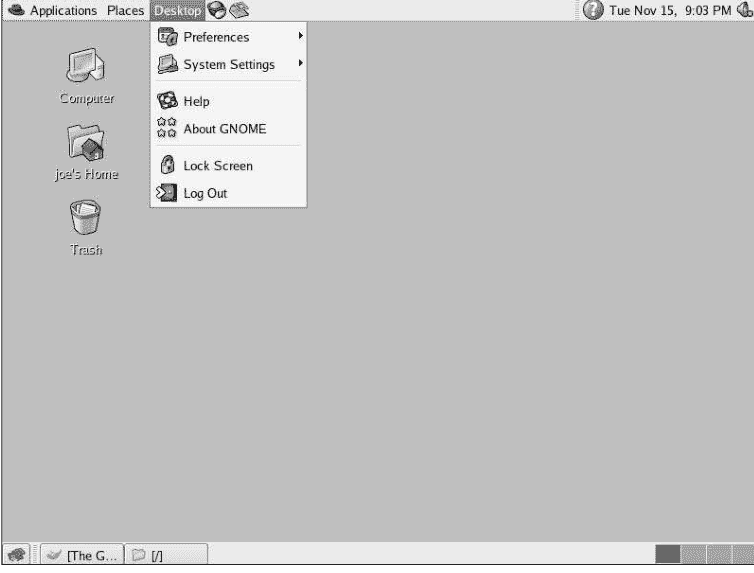 Applications Places Desktop Tue Nov 15, 9:03 PM
Preferences
System Settings
Help
About GNOME
Lock Screen
Log Out
Computer
joe's Home
Trash
[The G... [/]